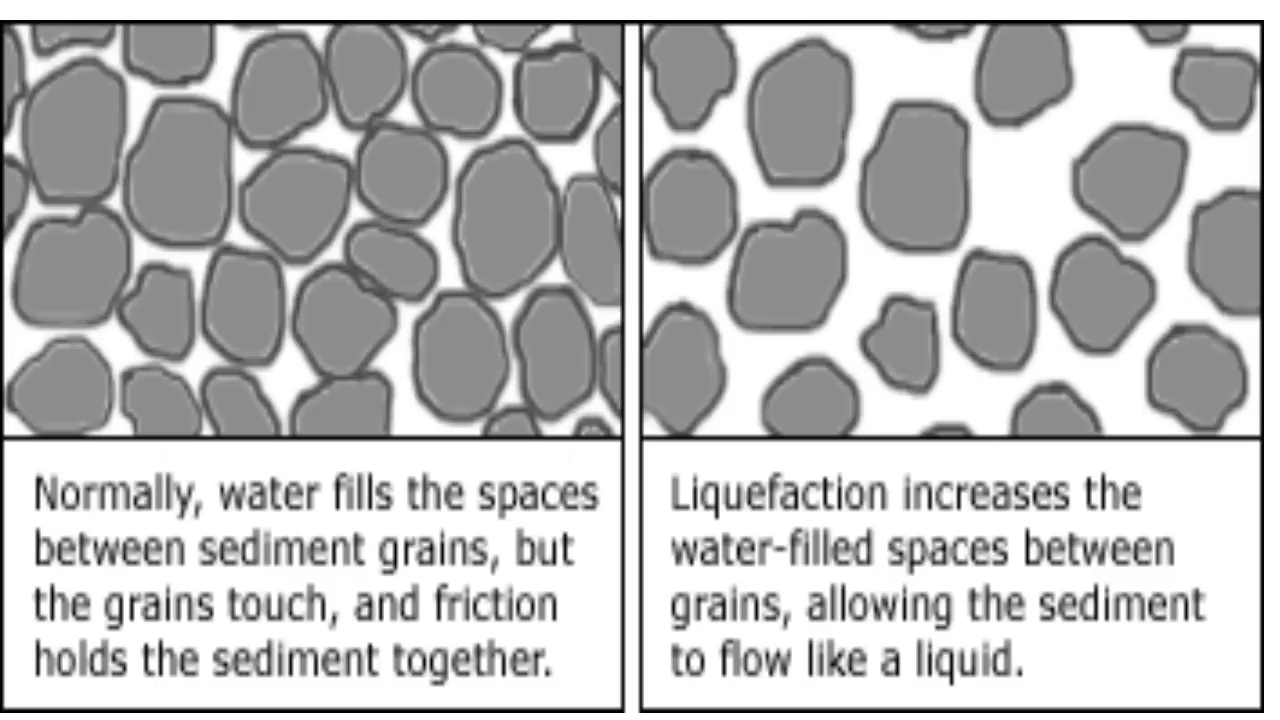 Normally, water fills the spaces
between sediment grains, but
the grains touch, and friction
holds the sediment together.
Liquefaction increases the
water-filled spaces between
grains, allowing the sediment
to flow like a liquid.